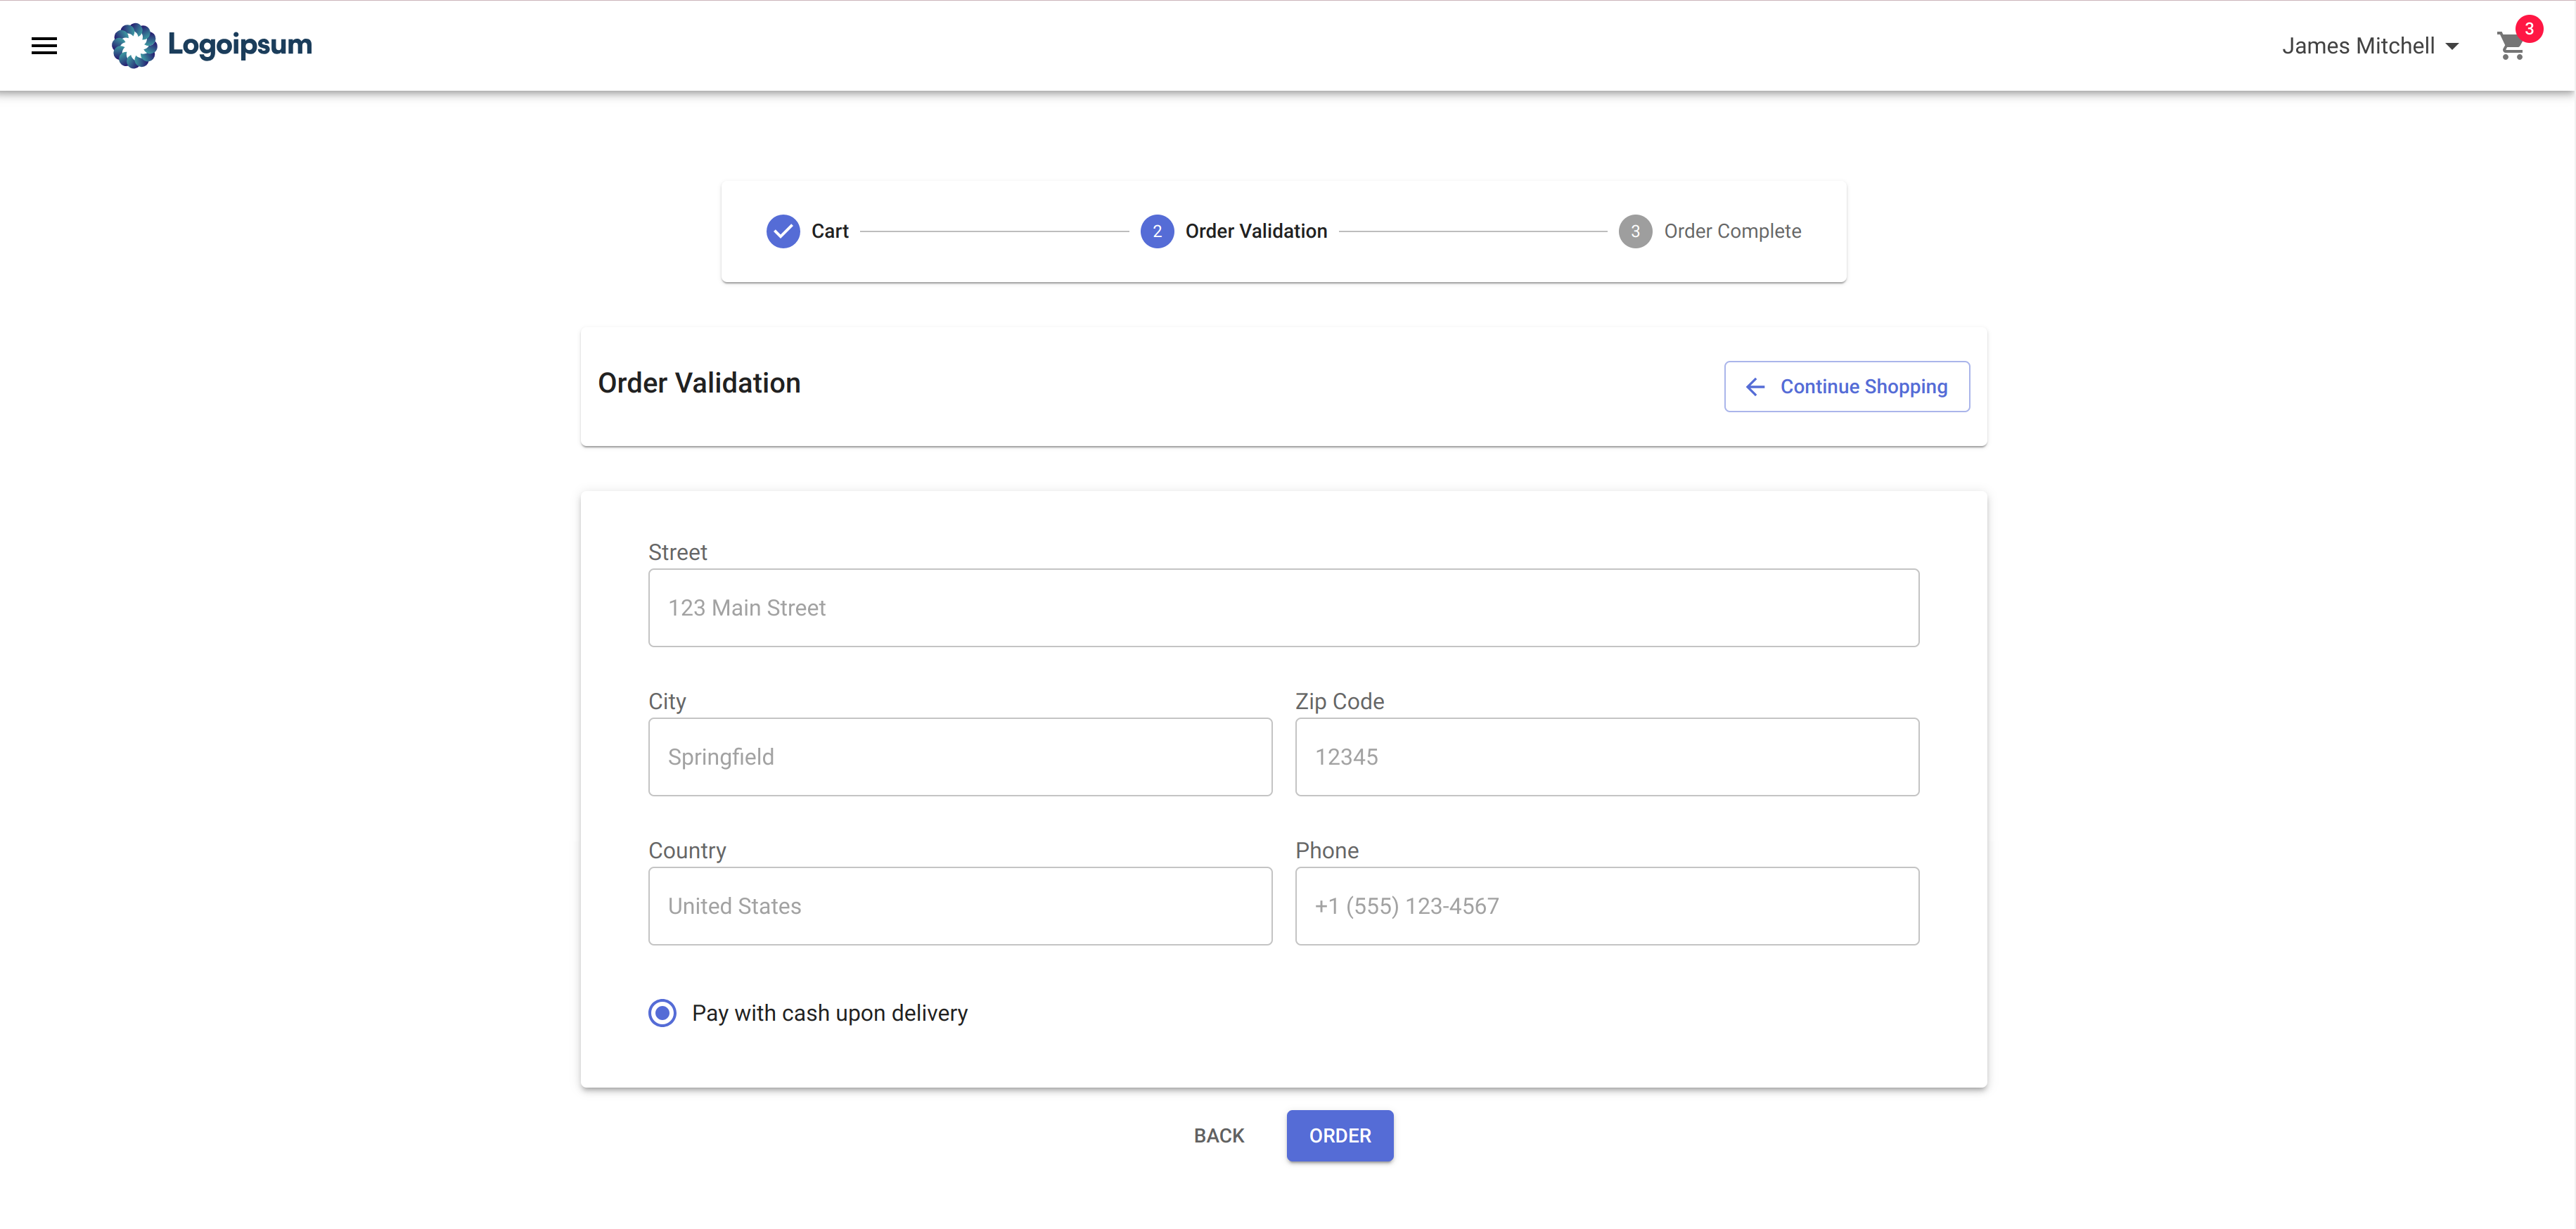 Logoipsum
James Mitchell
3
Cart
2 Order Validation
3 Order Complete
Order Validation
Continue Shopping
Street
123 Main Street
City
Zip Code
Springfield
12345
Country
Phone
United States
+1 (555) 123-4567
Pay with cash upon delivery
BACK
ORDER